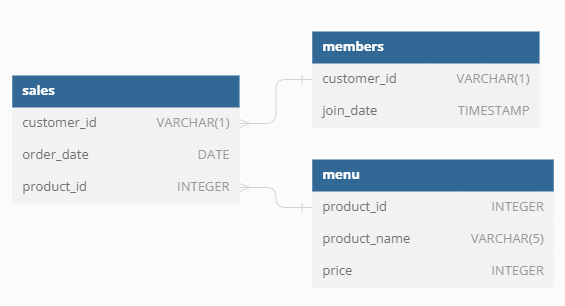 sales
customer_id VARCHAR(1)
order_date DATE
product_id INTEGER
members
customer_id VARCHAR(1)
join_date TIMESTAMP
menu
product_id INTEGER
product_name VARCHAR(5)
price INTEGER